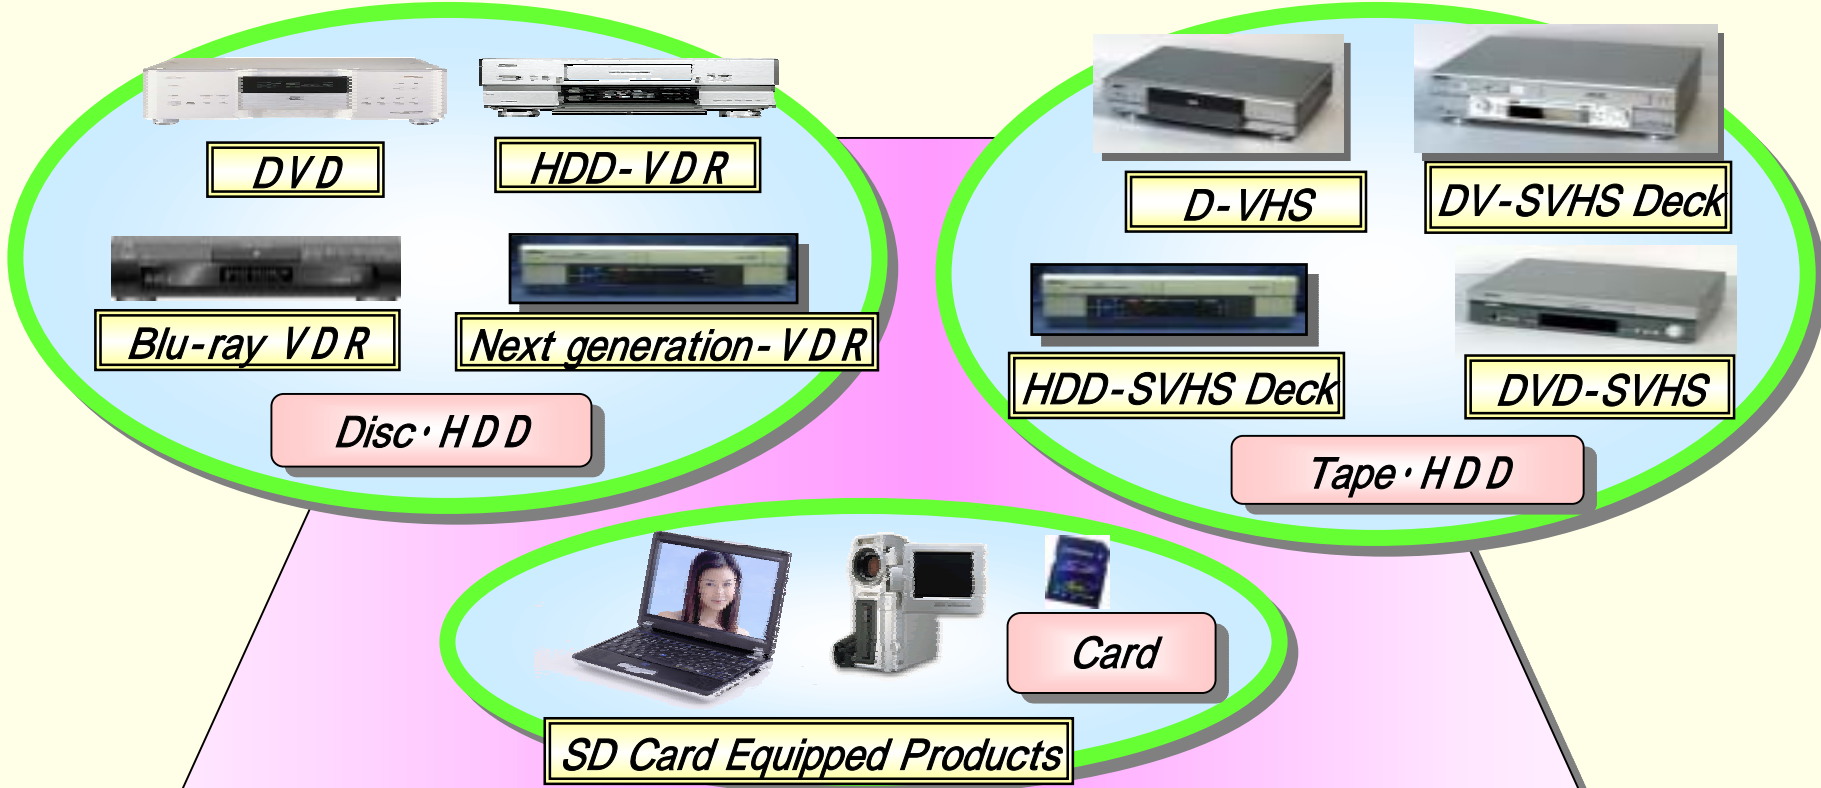 DVD
HDD-VDR
Blu-ray VDR
Next generation-VDR
Disc・HDD
D-VHS
DV-SVHS Deck
HDD-SVHS Deck
DVD-SVHS
Tape・HDD
Card
SD Card Equipped Products